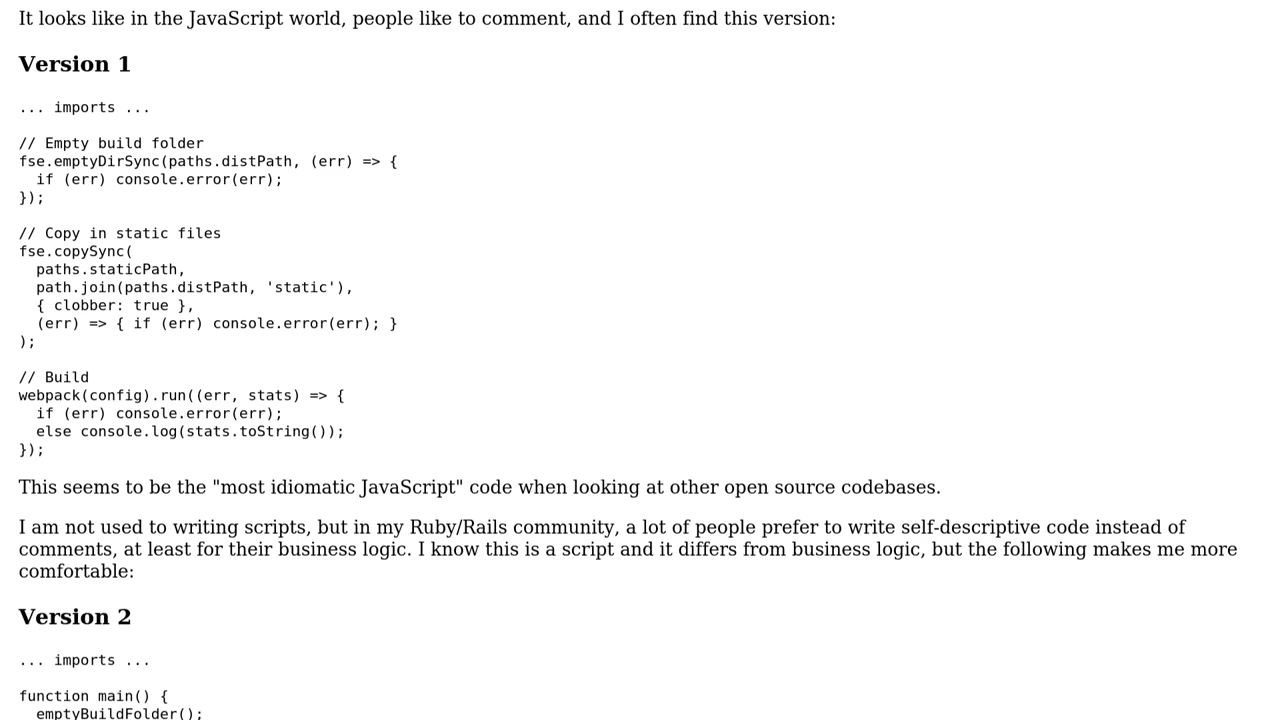 It looks like in the JavaScript world, people like to comment, and I often find this version:
Version 1
... imports ...
// Empty build folder
fse.emptyDirSync(paths.distPath, (err) => {
  if (err) console.error(err);
});
// Copy in static files
fse.copySync(
  paths.staticPath,
  path.join(paths.distPath, 'static'),
  { clobber: true },
  (err) => { if (err) console.error(err); }
);
// Build
webpack(config).run((err, stats) => {
  if (err) console.error(err);
  else console.log(stats.toString());
});
This seems to be the "most idiomatic JavaScript" code when looking at other open source codebases.
I am not used to writing scripts, but in my Ruby/Rails community, a lot of people prefer to write self-descriptive code instead of
comments, at least for their business logic. I know this is a script and it differs from business logic, but the following makes me more
comfortable:
Version 2
... imports ...
function main() {
  emptyBuildFolder();